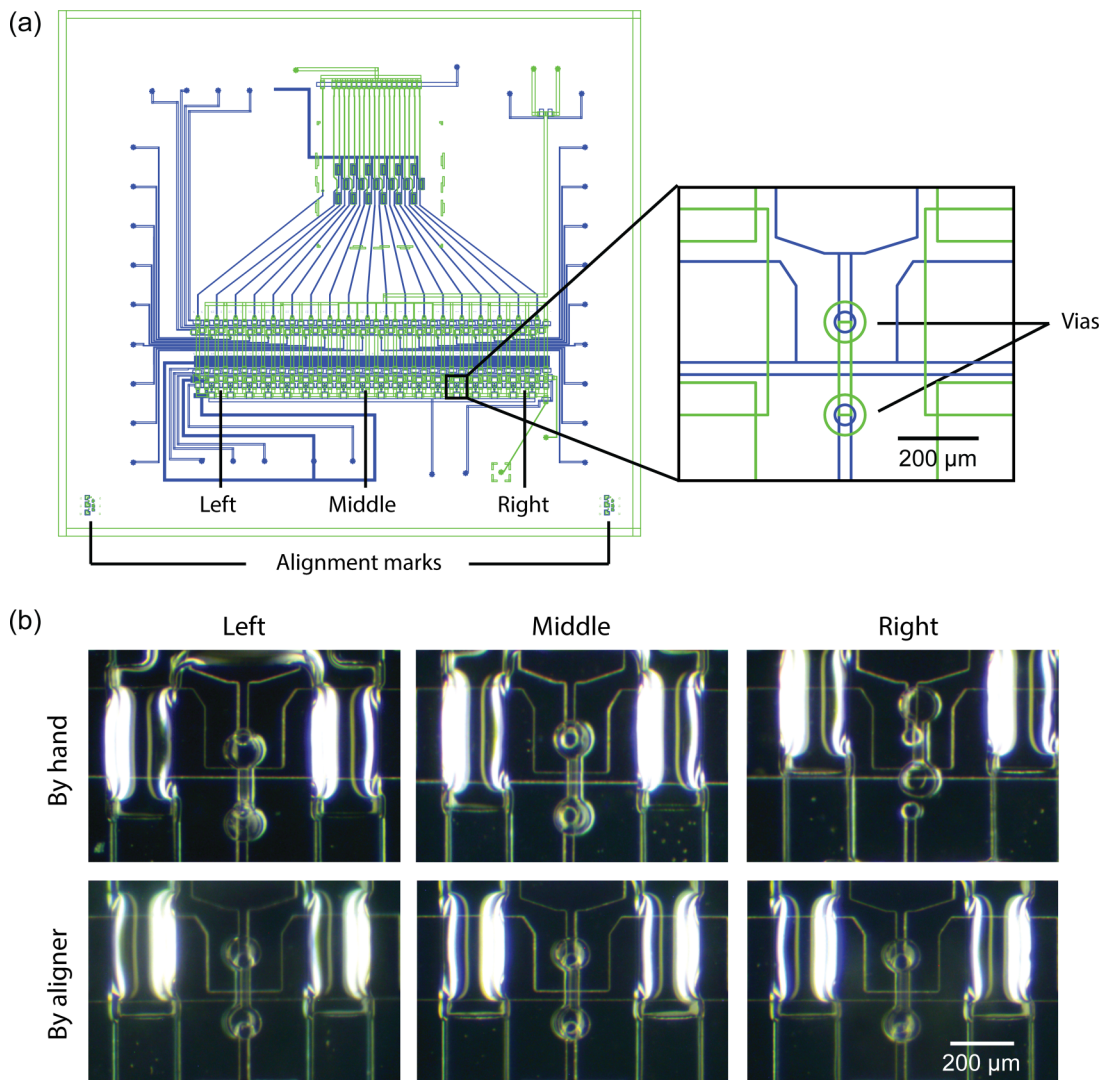 (a)
Vias
200 µm
Left
Middle
Right
Alignment marks
(b)
Left
Middle
Right
By hand
By aligner
200 µm